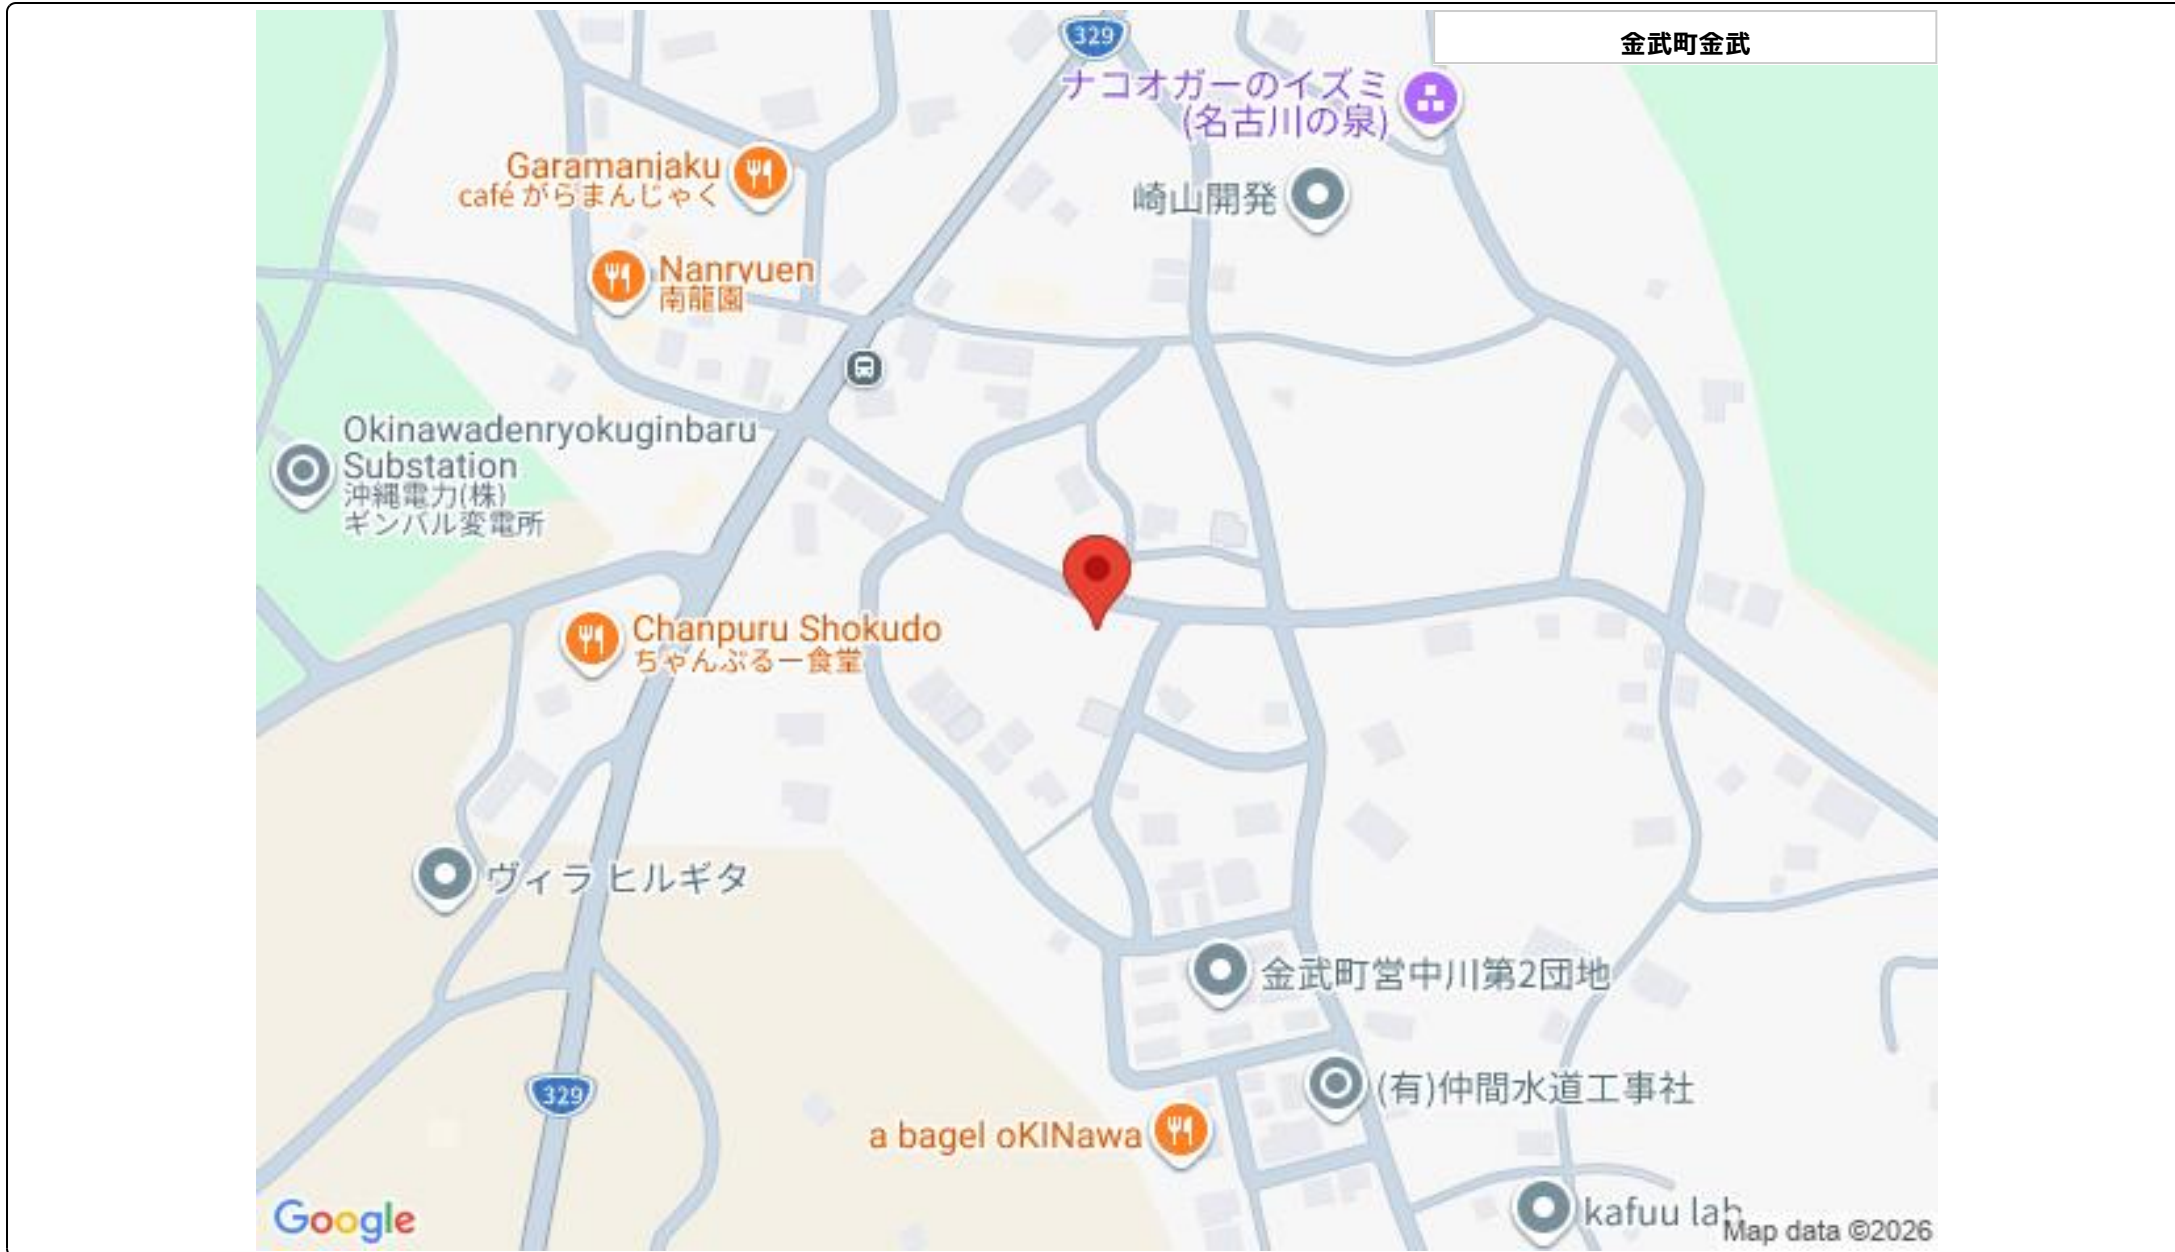 329
金武町金武
ナコオガーのイズミ
(名古川の泉)
Garamanjaku
café がらまんじゃく
崎山開発
Nanryuen
南龍園
Okinawadenryokuginbaru
Substation
沖縄電力(株)
ギンバル変電所
Chanpuru Shokudo
ちゃんぷるー食堂
ヴィラ ヒルギタ
金武町営中川第2団地
329
(有)仲間水道工事社
a bagel oKINawa
Google
kafuu lab
Map data ©2026